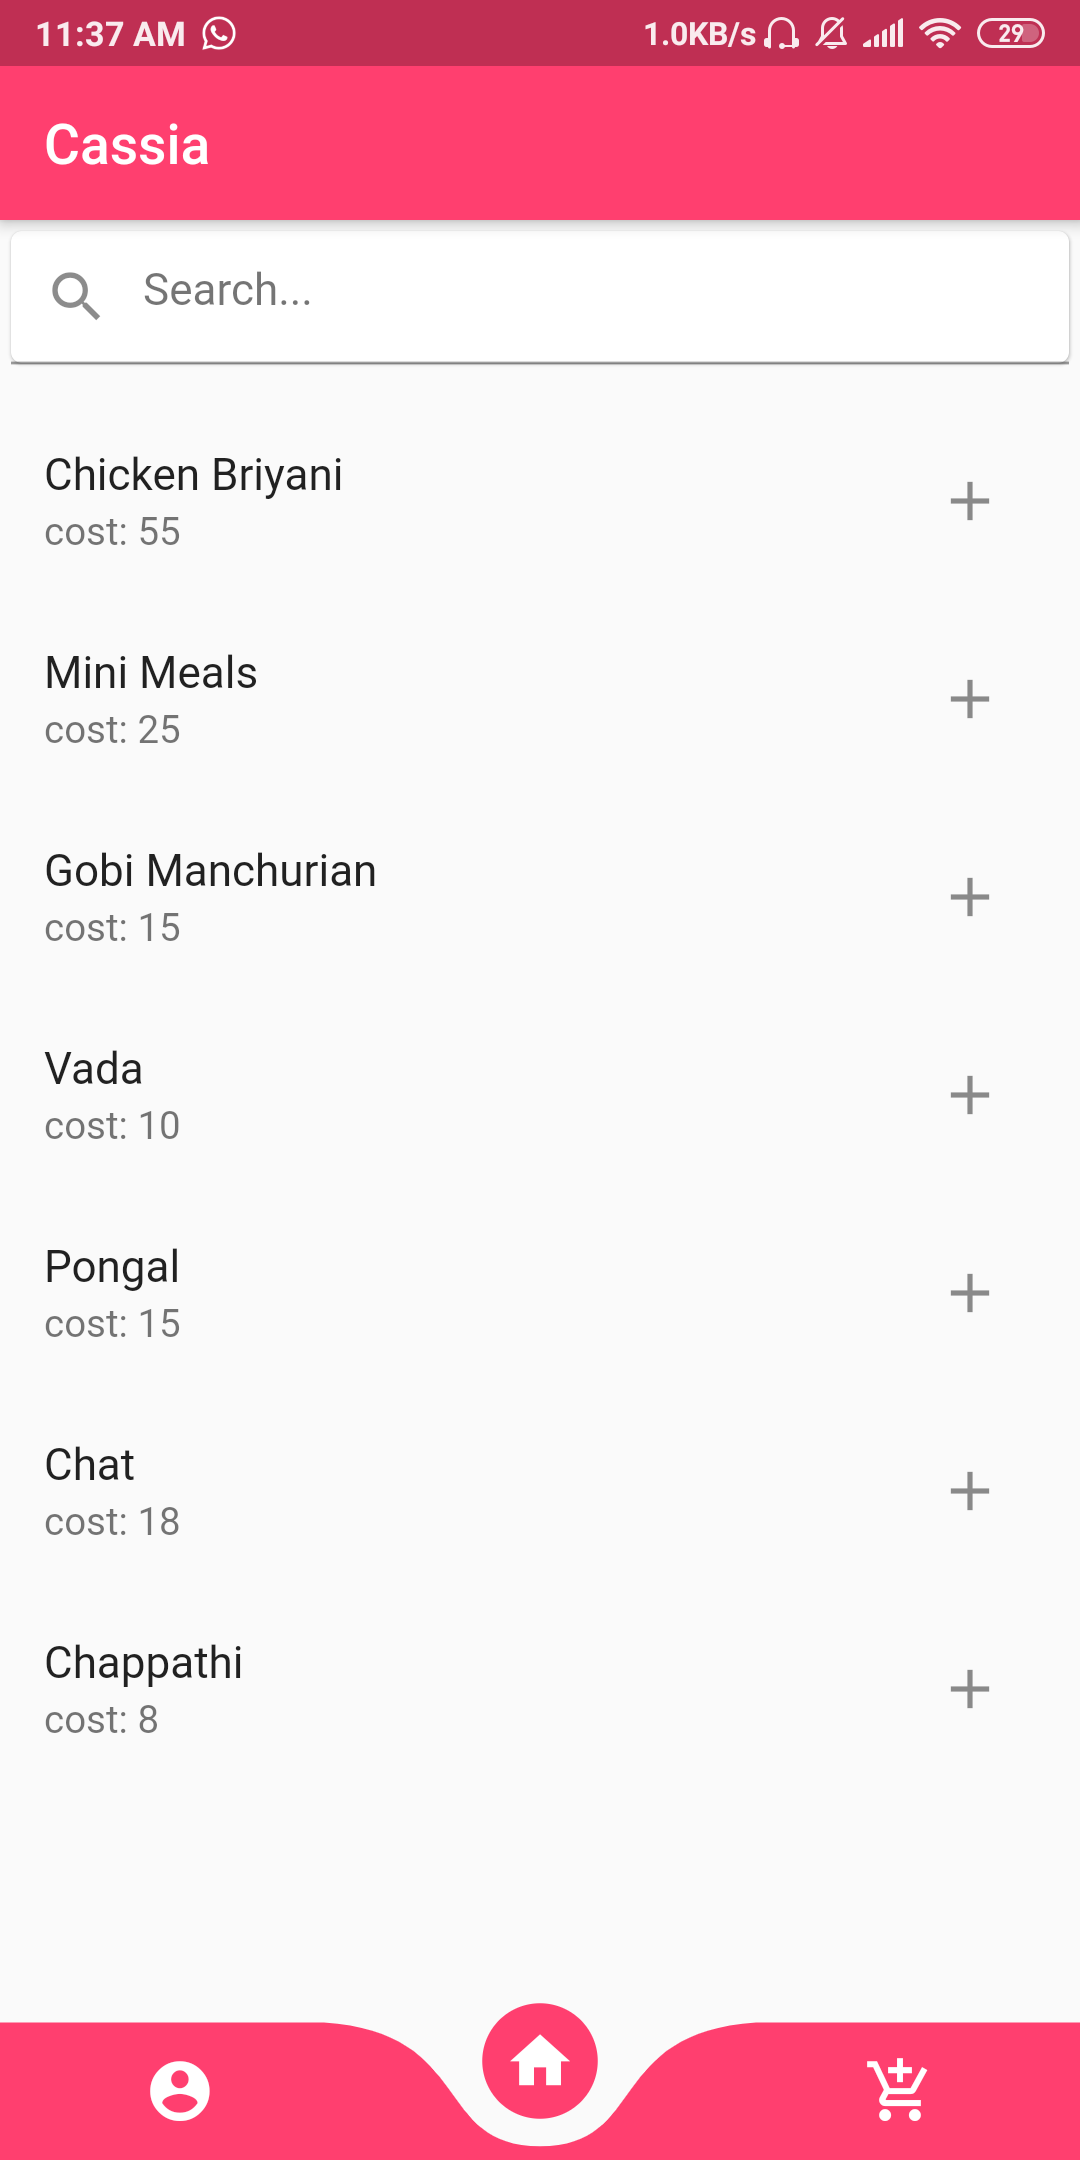 11:37 AM 1.0KB/s 29
Cassia
Search...
Chicken Briyani
cost: 55
Mini Meals
cost: 25
Gobi Manchurian
cost: 15
Vada
cost: 10
Pongal
cost: 15
Chat
cost: 18
Chappathi
cost: 8